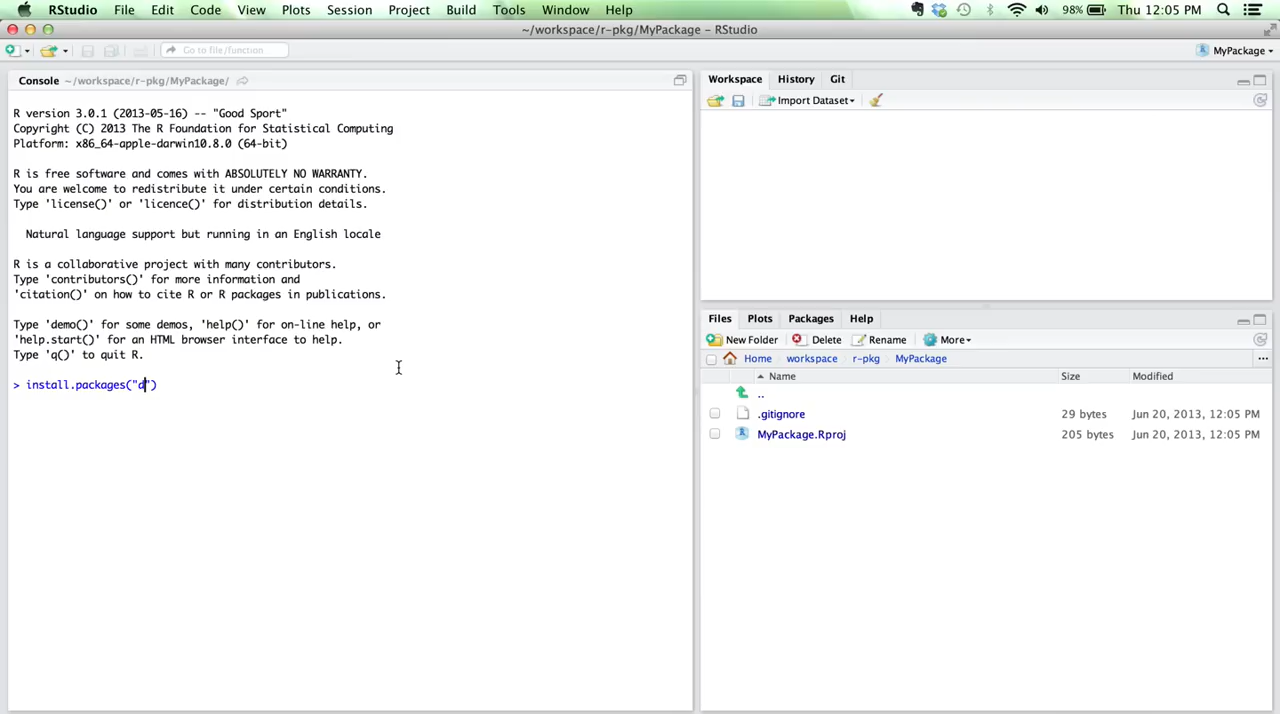 RStudio File Edit Code View Plots Session Project Build Tools Window Help 98% Thu 12:05 PM
~/workspace/r-pkg/MyPackage - RStudio
Go to file/function MyPackage
Console ~/workspace/r-pkg/MyPackage/
R version 3.0.1 (2013-05-16) -- "Good Sport"
Copyright (C) 2013 The R Foundation for Statistical Computing
Platform: x86_64-apple-darwin10.8.0 (64-bit)
R is free software and comes with ABSOLUTELY NO WARRANTY.
You are welcome to redistribute it under certain conditions.
Type 'license()' or 'licence()' for distribution details.
Natural language support but running in an English locale
R is a collaborative project with many contributors.
Type 'contributors()' for more information and
'citation()' on how to cite R or R packages in publications.
Type 'demo()' for some demos, 'help()' for on-line help, or
'help.start()' for an HTML browser interface to help.
Type 'q()' to quit R.
> install.packages("d")
Workspace History Git
Import Dataset
Files Plots Packages Help
New Folder Delete Rename More
Home workspace r-pkg MyPackage ...
Name Size Modified
..
.gitignore 29 bytes Jun 20, 2013, 12:05 PM
MyPackage.Rproj 205 bytes Jun 20, 2013, 12:05 PM